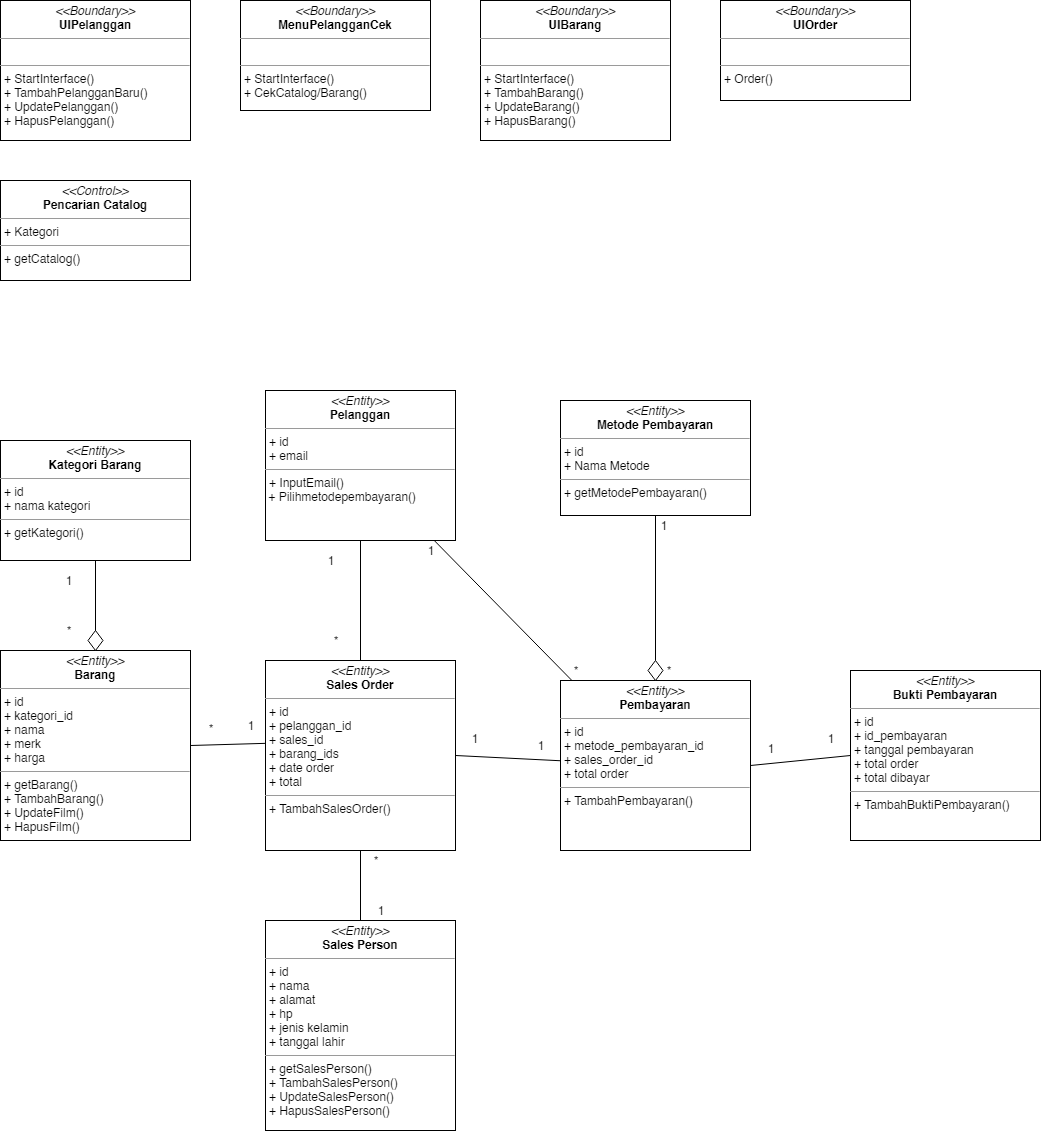 <<Boundary>>
UIPelanggan
+ StartInterface()
+ TambahPelangganBaru()
+ UpdatePelanggan()
+ HapusPelanggan()
<<Boundary>>
MenuPelangganCek
+ StartInterface()
+ CekCatalog/Barang()
<<Boundary>>
UIBarang
+ StartInterface()
+ TambahBarang()
+ UpdateBarang()
+ HapusBarang()
<<Boundary>>
UIOrder
+ Order()
<<Control>>
Pencarian Catalog
+ Kategori
+ getCatalog()
<<Entity>>
Pelanggan
+ id
+ email
+ InputEmail()
+ Pilihmetodepembayaran()
<<Entity>>
Metode Pembayaran
+ id
+ Nama Metode
+ getMetodePembayaran()
<<Entity>>
Kategori Barang
+ id
+ nama kategori
+ getKategori()
1
*
1
*
1
*
1
*
<<Entity>>
Barang
+ id
+ kategori_id
+ nama
+ merk
+ harga
+ getBarang()
+ TambahBarang()
+ UpdateFilm()
+ HapusFilm()
*
1
<<Entity>>
Sales Order
+ id
+ pelanggan_id
+ sales_id
+ barang_ids
+ date order
+ total
+ TambahSalesOrder()
1
1
<<Entity>>
Pembayaran
+ id
+ metode_pembayaran_id
+ sales_order_id
+ total order
+ TambahPembayaran()
1
1
<<Entity>>
Bukti Pembayaran
+ id
+ id_pembayaran
+ tanggal pembayaran
+ total order
+ total dibayar
+ TambahBuktiPembayaran()
*
1
<<Entity>>
Sales Person
+ id
+ nama
+ alamat
+ hp
+ jenis kelamin
+ tanggal lahir
+ getSalesPerson()
+ TambahSalesPerson()
+ UpdateSalesPerson()
+ HapusSalesPerson()